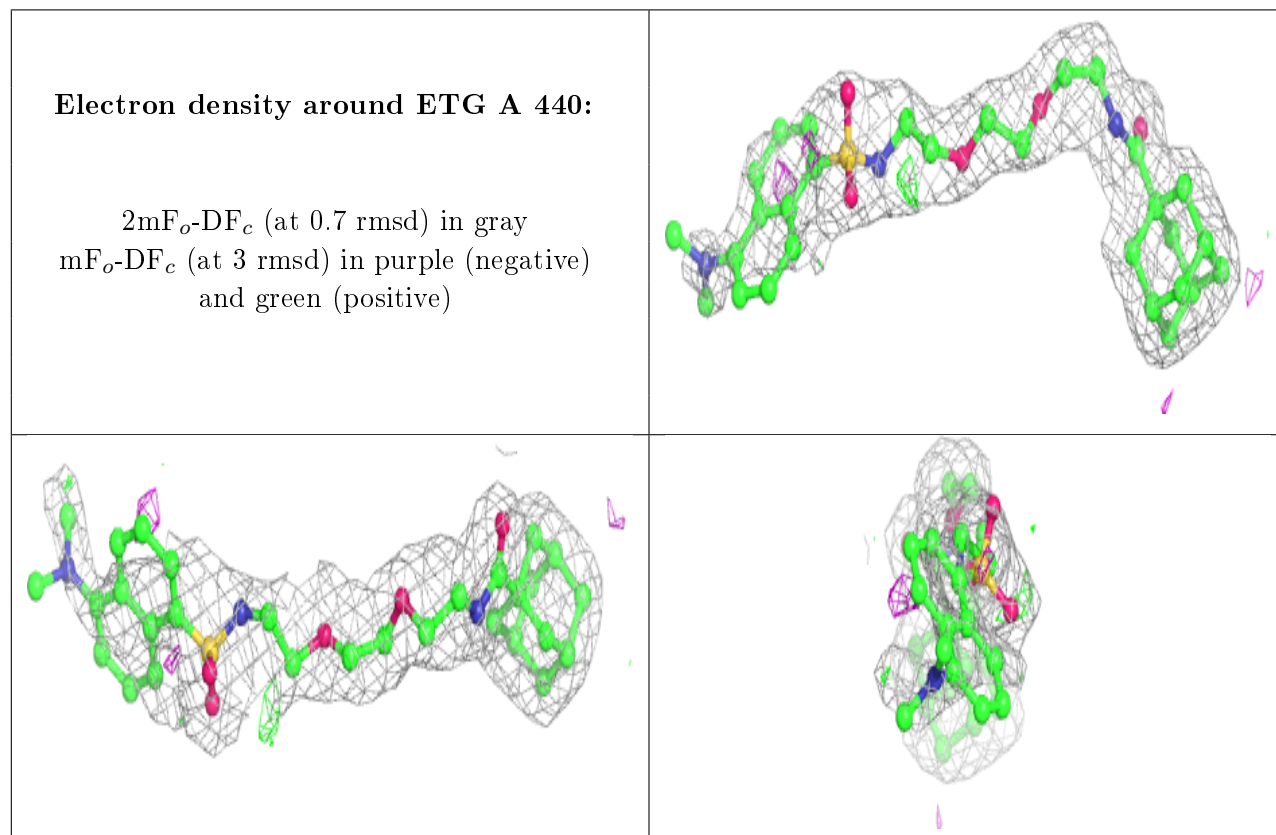 Electron density around ETG A 440:
2mFₒ-DF𝒸 (at 0.7 rmsd) in gray
mFₒ-DF𝒸 (at 3 rmsd) in purple (negative)
and green (positive)